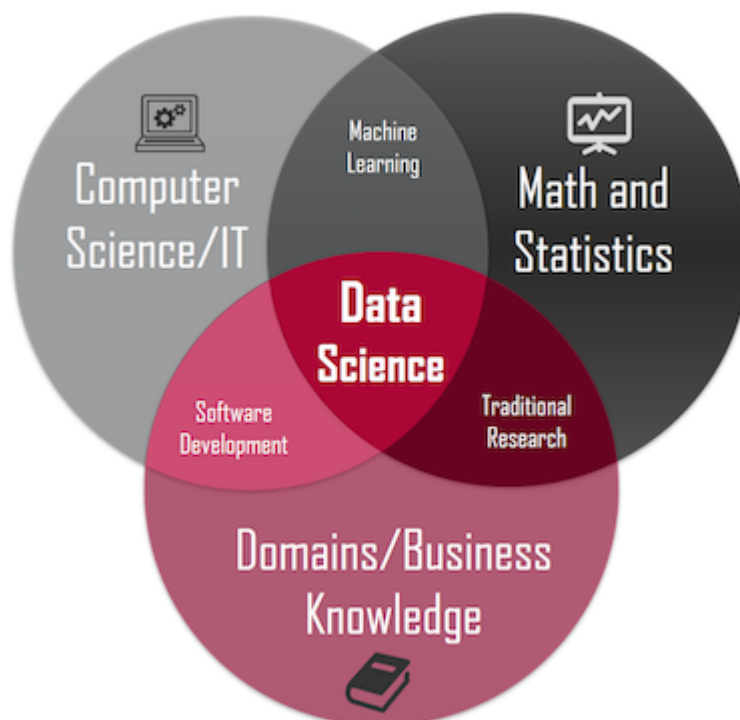 Machine
Learning
Computer
Science/IT
Math and
Statistics
Data
Science
Software
Development
Traditional
Research
Domains/Business
Knowledge